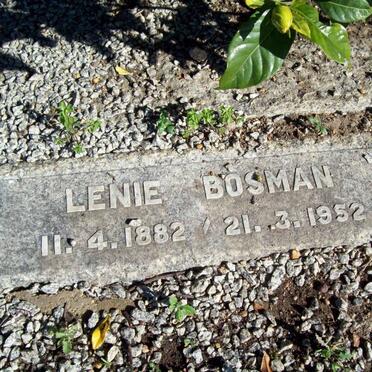 LENIE BOSMAN
11. 4. 1882 / 21. 3. 1952